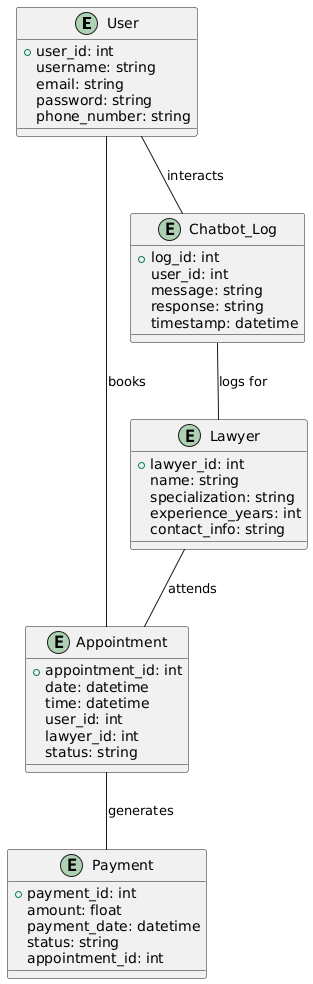 E User
user_id: int
username: string
email: string
password: string
phone_number: string
interacts
E Chatbot_Log
log_id: int
user_id: int
message: string
response: string
timestamp: datetime
books
logs for
E Lawyer
lawyer_id: int
name: string
specialization: string
experience_years: int
contact_info: string
attends
E Appointment
appointment_id: int
date: datetime
time: datetime
user_id: int
lawyer_id: int
status: string
generates
E Payment
payment_id: int
amount: float
payment_date: datetime
status: string
appointment_id: int